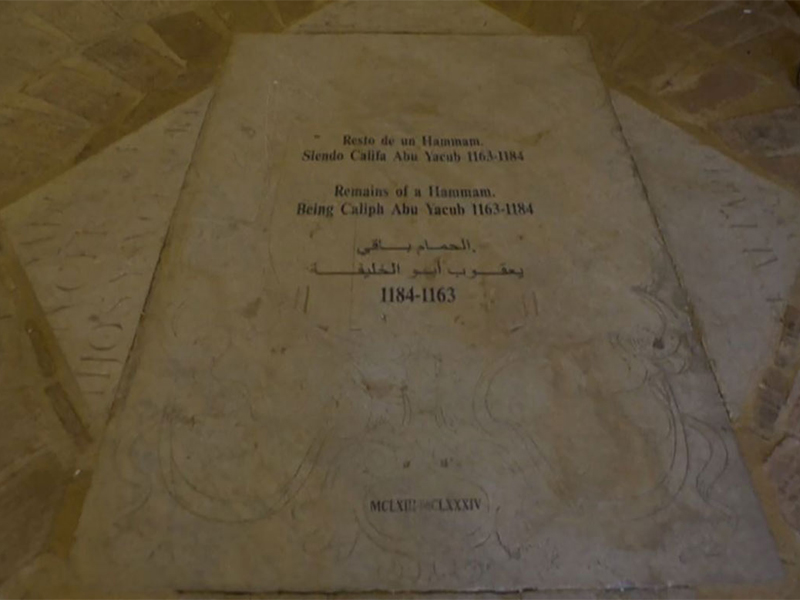 Resto de un Hammam.
Siendo Califa Abu Yacub 1163-1184
Remains of a Hammam.
Being Caliph Abu Yacub 1163-1184
الحمام باقي.
يعقوب أبو الخليفة
1184-1163